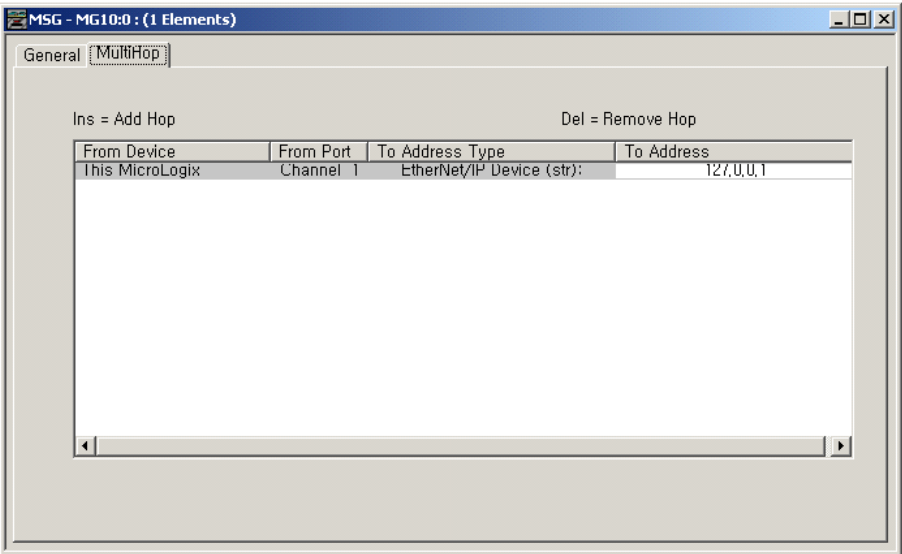 MSG - MG10:0 : (1 Elements)
General MultiHop
Ins = Add Hop Del = Remove Hop
From Device From Port To Address Type To Address
This MicroLogix Channel 1 EtherNet/IP Device (str): 127.0.0.1